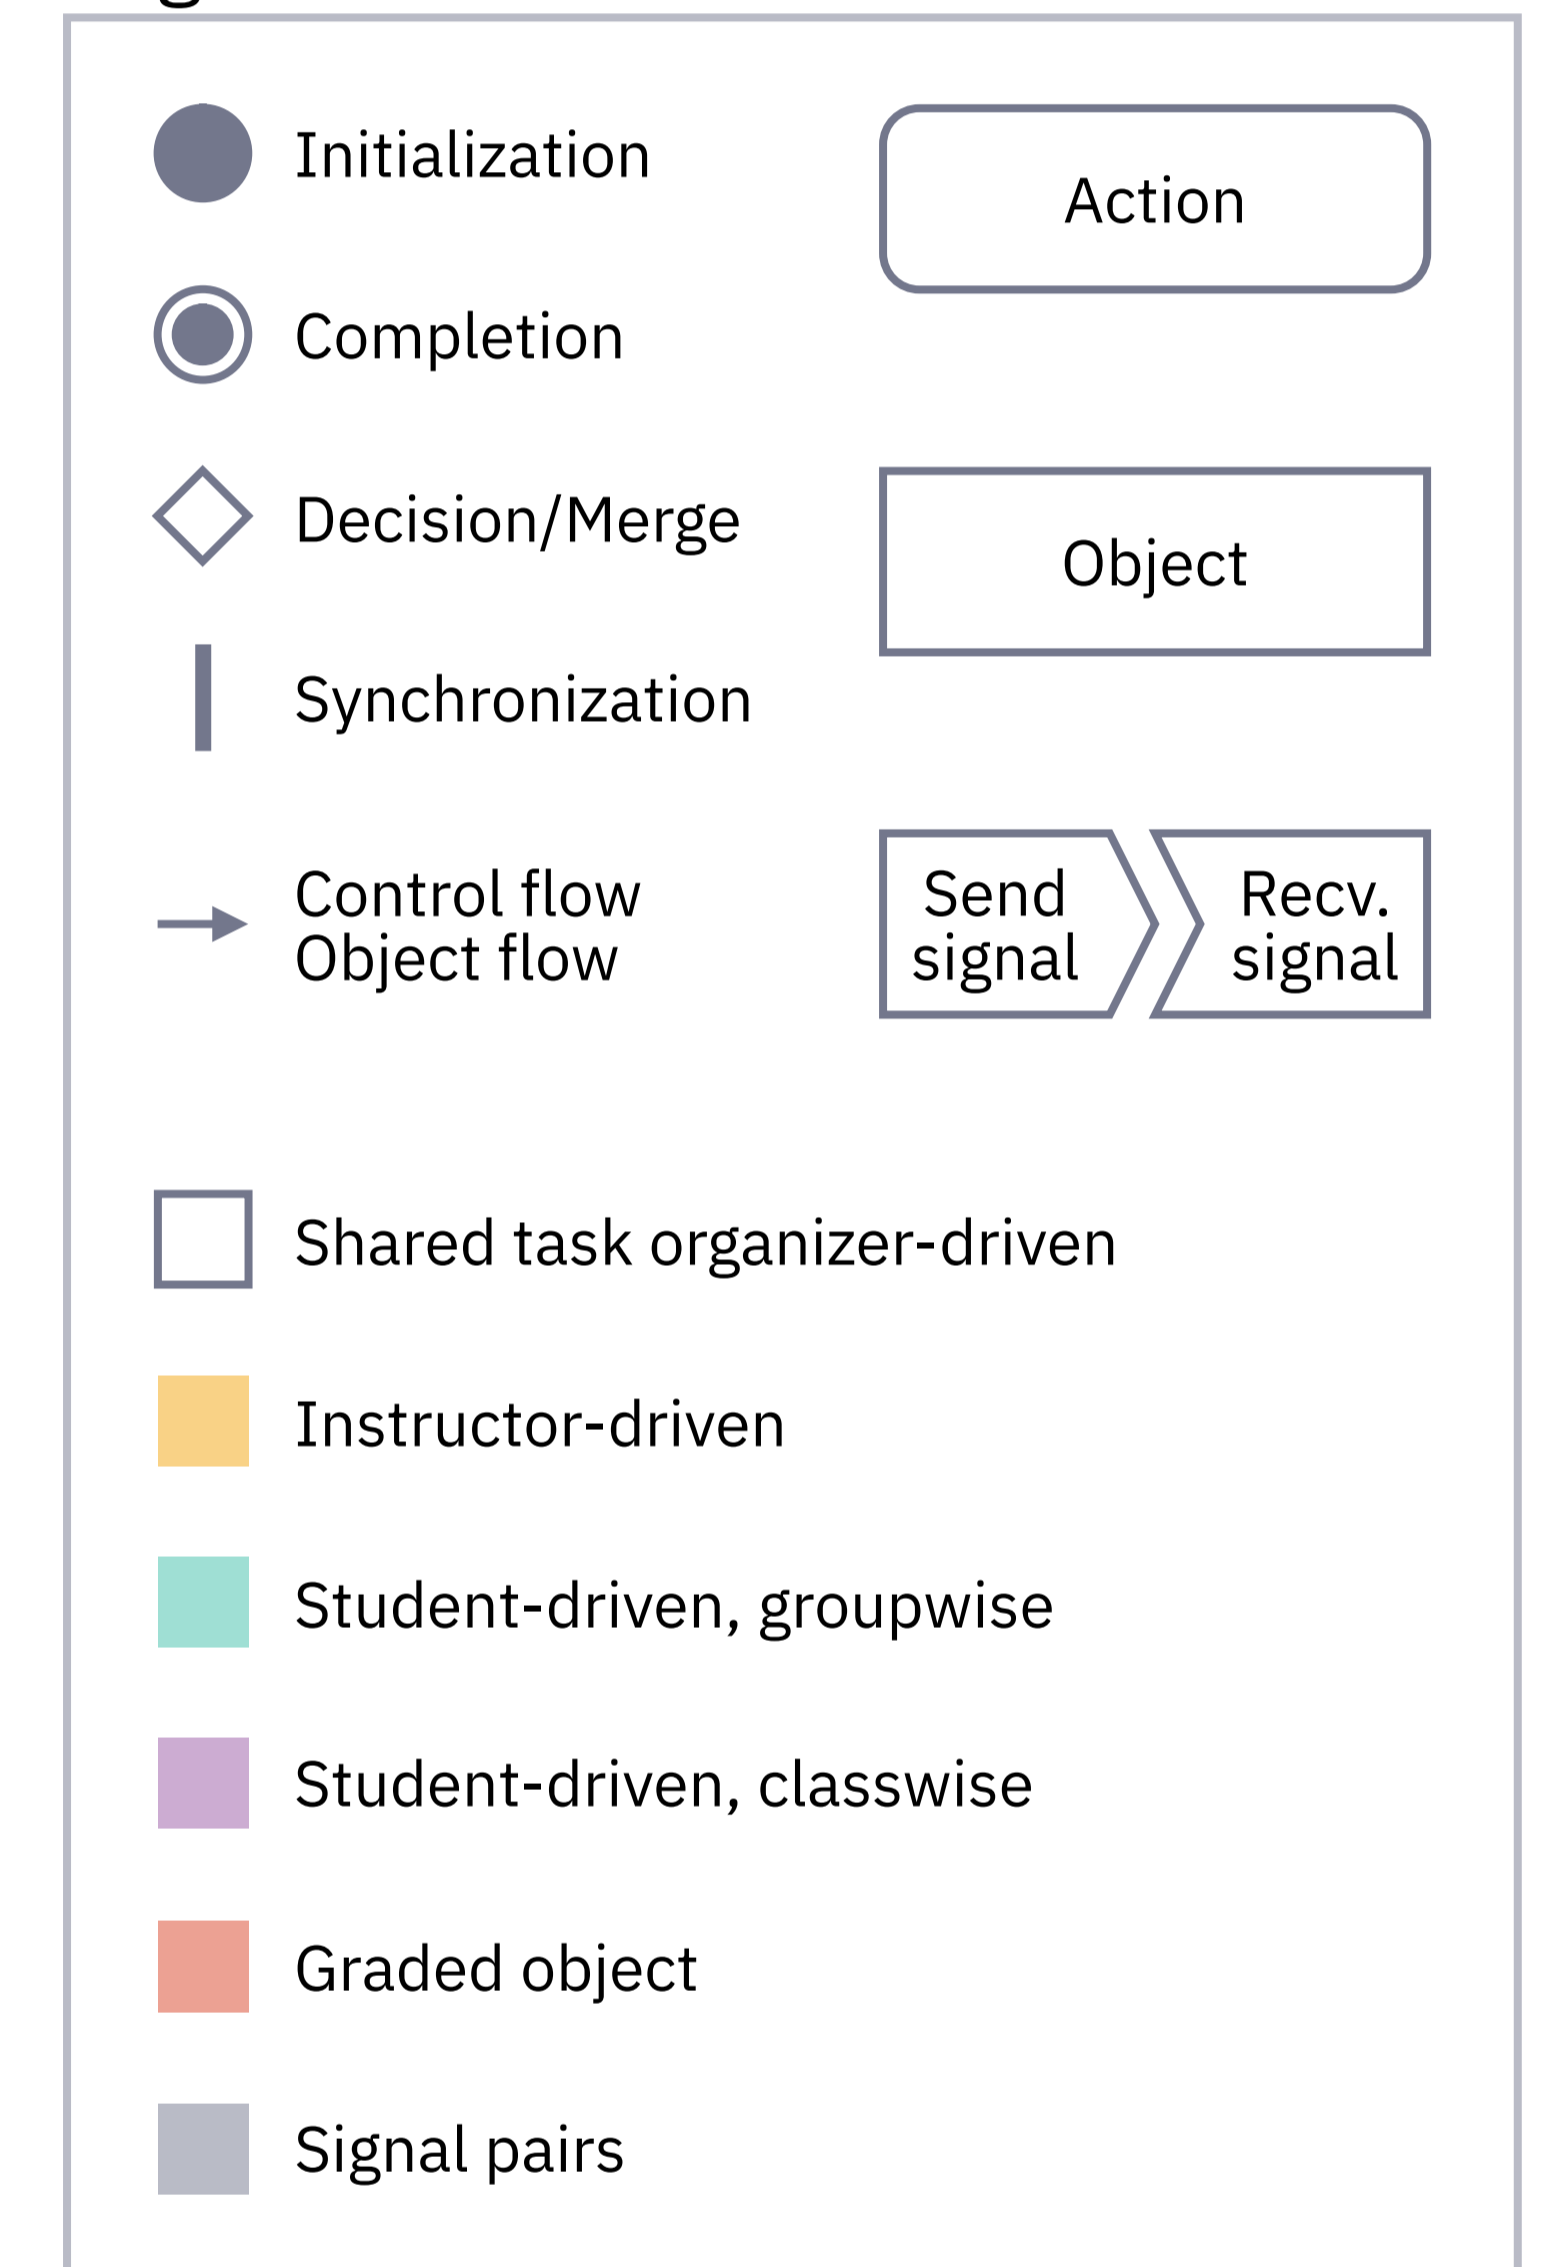 Initialization
Action
Completion
Decision/Merge
Object
Synchronization
Control flow
Object flow
Send
signal
Recv.
signal
Shared task organizer-driven
Instructor-driven
Student-driven, groupwise
Student-driven, classwise
Graded object
Signal pairs